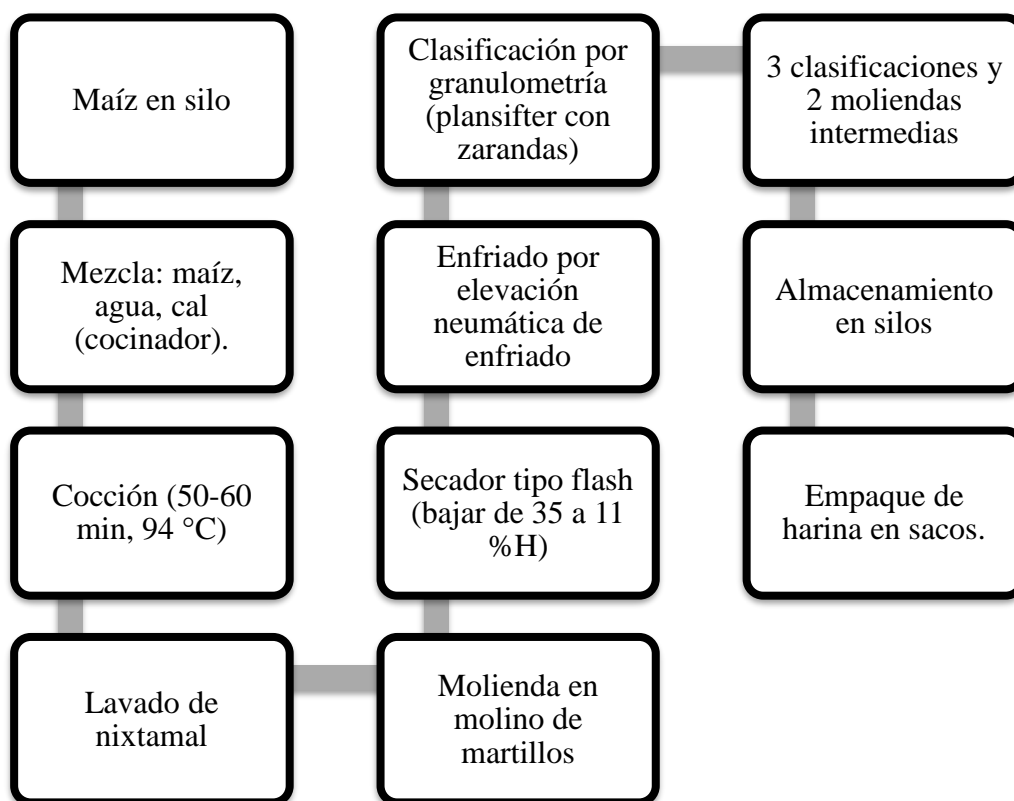 Maíz en silo
Mezcla: maíz,
agua, cal
(cocinador).
Cocción (50-60
min, 94 °C)
Lavado de
nixtamal
Molienda en
molino de
martillos
Secador tipo flash
(bajar de 35 a 11
%H)
Enfriado por
elevación
neumática de
enfriado
Clasificación por
granulometría
(plansifter con
zarandas)
3 clasificaciones y
2 moliendas
intermedias
Almacenamiento
en silos
Empaque de
harina en sacos.